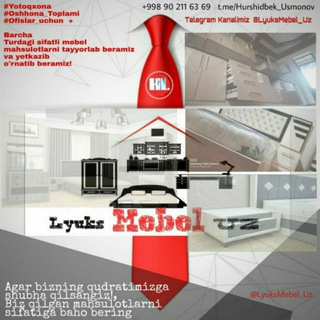 #Yotoqxona
#Oshhona_Toplami
#Ofislar_uchun +
+998 90 211 63 69 t.me/Hurshidbek_Usmonov
Telegram Kanalimiz @LyuksMebel_Uz
Barcha
Turdagi sifatli mebel
mahsulotlarni tayyorlab beramiz
va yetkazib
o'rnatib beramiz!
Lyuks Mebel Uz
Agar bizning qudratimizga
shubha qilsangiz!,
Biz qilgan mahsulotlarni
sifatiga baho bering
@LyuksMebel_Uz